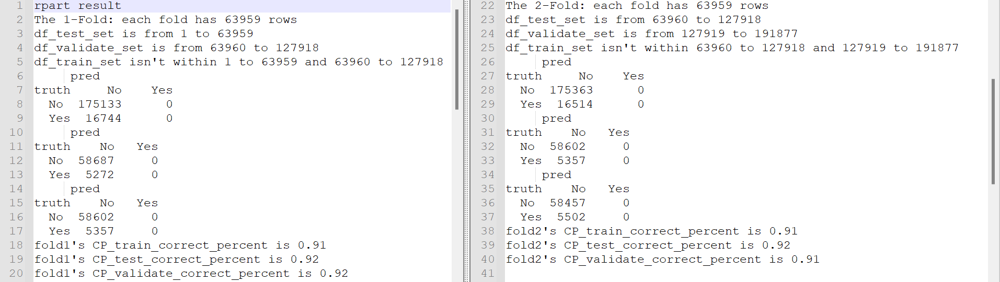 1 rpart result
2 The 1-Fold: each fold has 63959 rows
3 df_test_set is from 1 to 63959
4 df_validate_set is from 63960 to 127918
5 df_train_set isn't within 1 to 63959 and 63960 to 127918
6 pred
7 truth No Yes
8 No 175133 0
9 Yes 16744 0
10 pred
11 truth No Yes
12 No 58687 0
13 Yes 5272 0
14 pred
15 truth No Yes
16 No 58602 0
17 Yes 5357 0
18 fold1's CP_train_correct_percent is 0.91
19 fold1's CP_test_correct_percent is 0.92
20 fold1's CP_validate_correct_percent is 0.92
22 The 2-Fold: each fold has 63959 rows
23 df_test_set is from 63960 to 127918
24 df_validate_set is from 127919 to 191877
25 df_train_set isn't within 63960 to 127918 and 127919 to 191877
26 pred
27 truth No Yes
28 No 175363 0
29 Yes 16514 0
30 pred
31 truth No Yes
32 No 58602 0
33 Yes 5357 0
34 pred
35 truth No Yes
36 No 58457 0
37 Yes 5502 0
38 fold2's CP_train_correct_percent is 0.91
39 fold2's CP_test_correct_percent is 0.92
40 fold2's CP_validate_correct_percent is 0.91
41